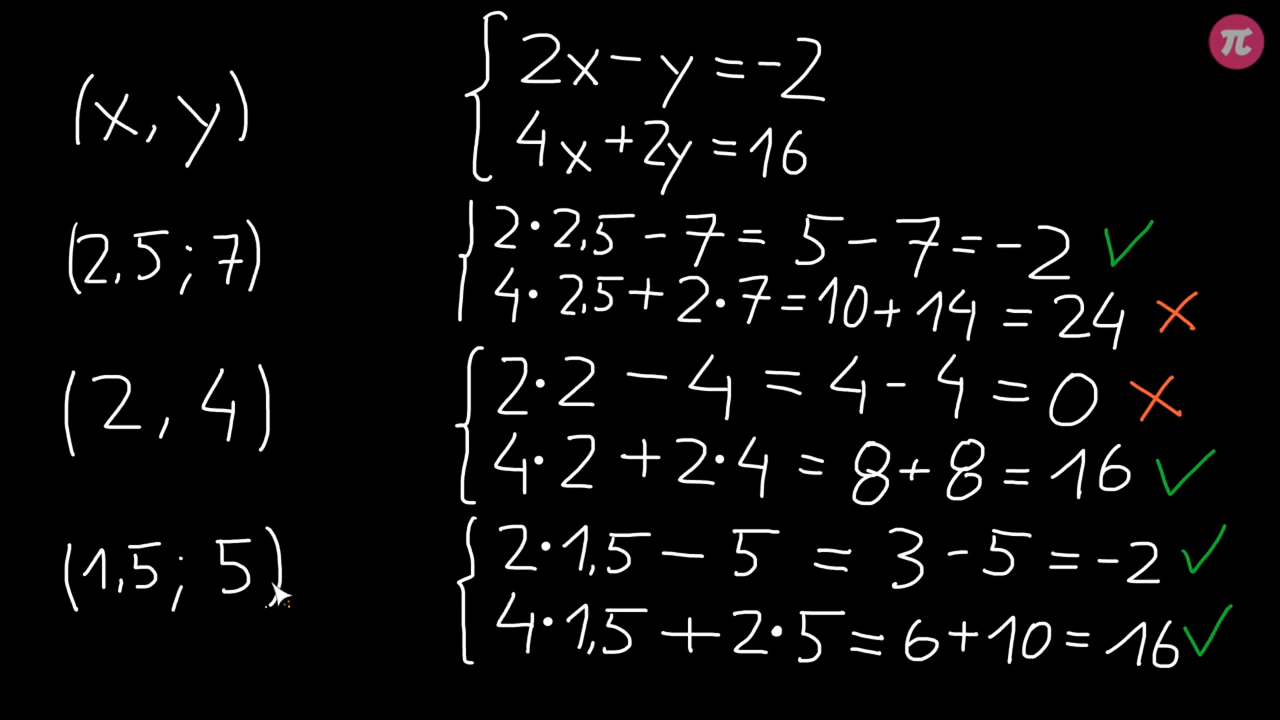 π
(x, y)
{ 2x - y = -2
4x + 2y = 16
(2,5 ; 7)
{ 2·2,5 - 7 = 5 - 7 = -2 ✓
4·2,5 + 2·7 = 10 + 14 = 24 ✗
(2, 4)
{ 2·2 - 4 = 4 - 4 = 0 ✗
4·2 + 2·4 = 8 + 8 = 16 ✓
(1,5 ; 5)
{ 2·1,5 - 5 = 3 - 5 = -2 ✓
4·1,5 + 2·5 = 6 + 10 = 16 ✓